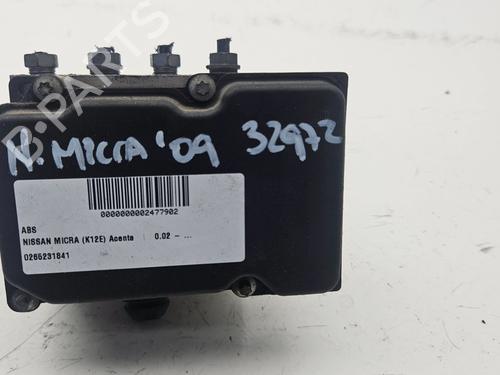 B-PARTS
N. MICRA '09 32972
0000000002477902
ABS
NISSAN MICRA (K12E) Acenta | 0.02 - ...
0265231841